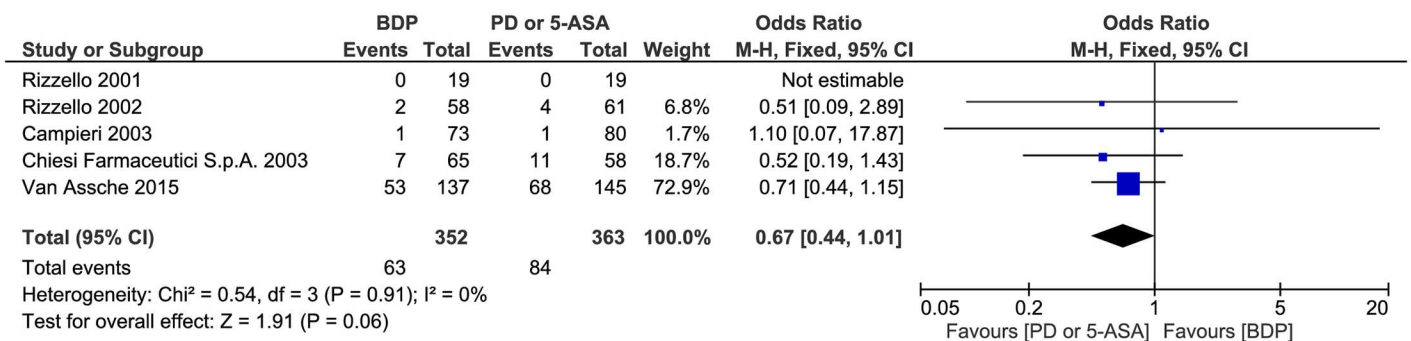 BDP PD or 5-ASA Odds Ratio Odds Ratio
Study or Subgroup Events Total Events Total Weight M-H, Fixed, 95% CI M-H, Fixed, 95% CI
Rizzello 2001 0 19 0 19 Not estimable
Rizzello 2002 2 58 4 61 6.8% 0.51 [0.09, 2.89]
Campieri 2003 1 73 1 80 1.7% 1.10 [0.07, 17.87]
Chiesi Farmaceutici S.p.A. 2003 7 65 11 58 18.7% 0.52 [0.19, 1.43]
Van Assche 2015 53 137 68 145 72.9% 0.71 [0.44, 1.15]
Total (95% CI) 352 363 100.0% 0.67 [0.44, 1.01]
Total events 63 84
Heterogeneity: Chi² = 0.54, df = 3 (P = 0.91); I² = 0%
Test for overall effect: Z = 1.91 (P = 0.06)
0.05 0.2 1 5 20
Favours [PD or 5-ASA] Favours [BDP]